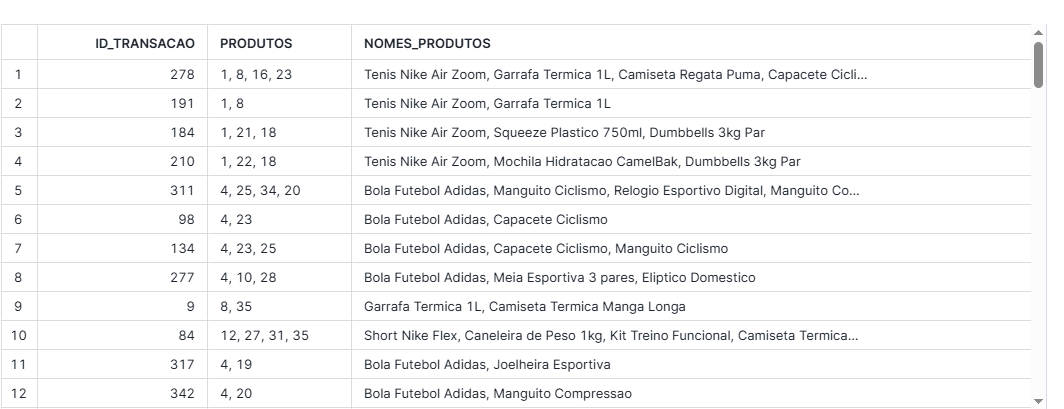 ID_TRANSACAO PRODUTOS NOMES_PRODUTOS
1 278 1, 8, 16, 23 Tenis Nike Air Zoom, Garrafa Termica 1L, Camiseta Regata Puma, Capacete Cicli...
2 191 1, 8 Tenis Nike Air Zoom, Garrafa Termica 1L
3 184 1, 21, 18 Tenis Nike Air Zoom, Squeeze Plastico 750ml, Dumbbells 3kg Par
4 210 1, 22, 18 Tenis Nike Air Zoom, Mochila Hidratacao CamelBak, Dumbbells 3kg Par
5 311 4, 25, 34, 20 Bola Futebol Adidas, Manguito Ciclismo, Relogio Esportivo Digital, Manguito Co...
6 98 4, 23 Bola Futebol Adidas, Capacete Ciclismo
7 134 4, 23, 25 Bola Futebol Adidas, Capacete Ciclismo, Manguito Ciclismo
8 277 4, 10, 28 Bola Futebol Adidas, Meia Esportiva 3 pares, Eliptico Domestico
9 9 8, 35 Garrafa Termica 1L, Camiseta Termica Manga Longa
10 84 12, 27, 31, 35 Short Nike Flex, Caneleira de Peso 1kg, Kit Treino Funcional, Camiseta Termica...
11 317 4, 19 Bola Futebol Adidas, Joelheira Esportiva
12 342 4, 20 Bola Futebol Adidas, Manguito Compressao